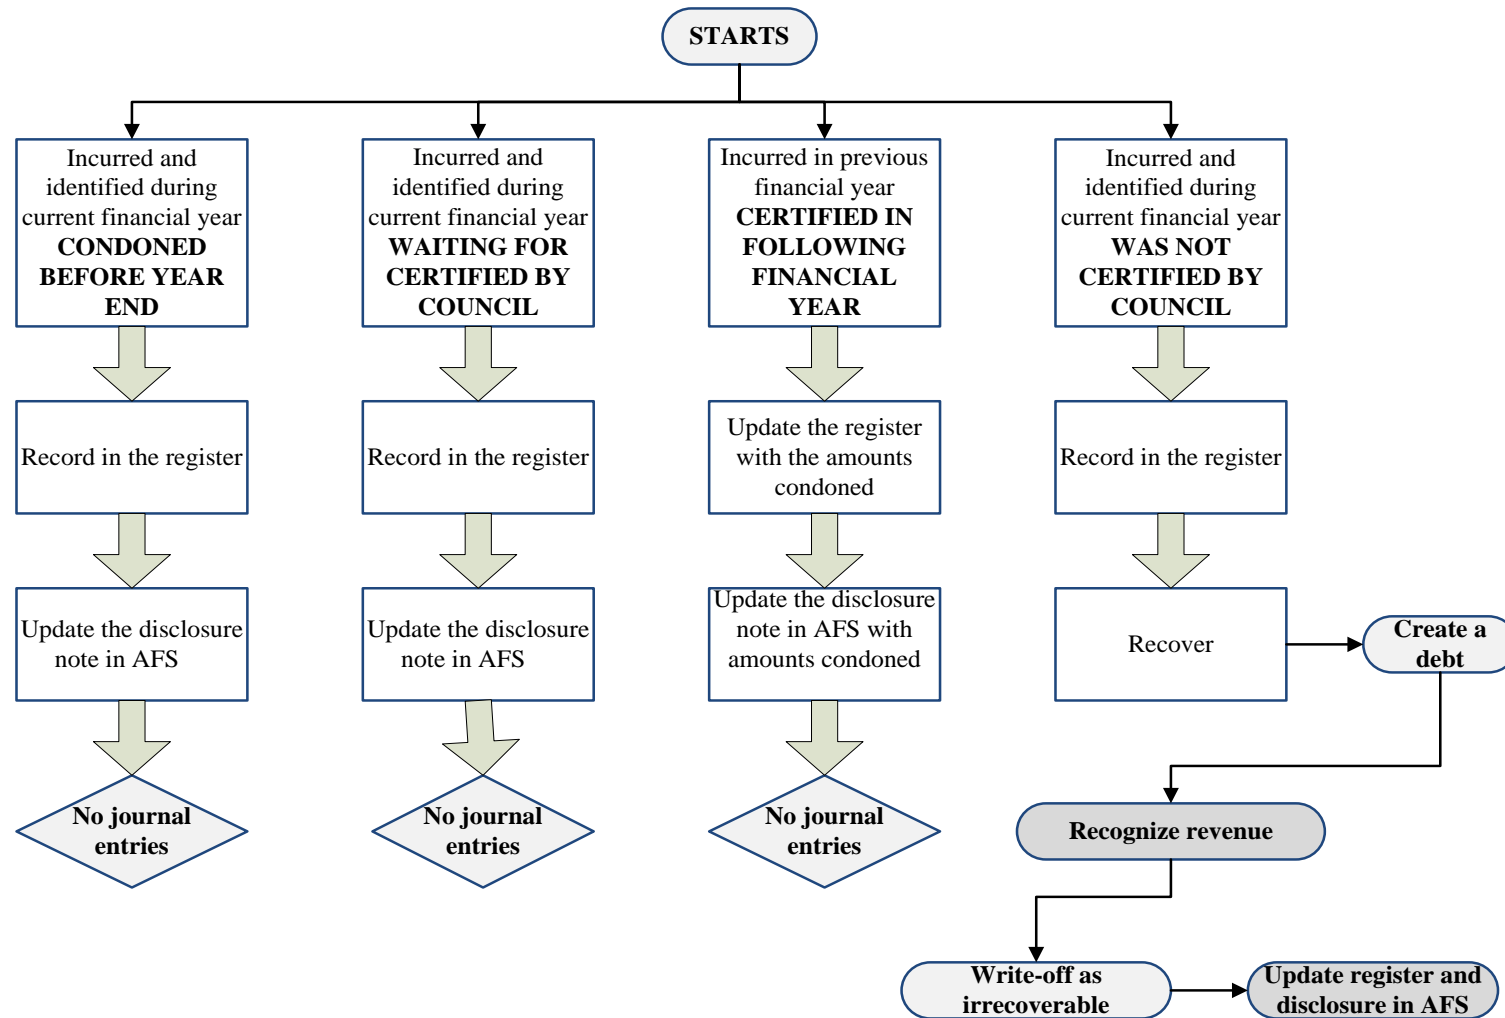 STARTS
Incurred and
identified during
current financial year
CONDONED
BEFORE YEAR
END
Incurred and
identified during
current financial year
WAITING FOR
CERTIFIED BY
COUNCIL
Incurred in previous
financial year
CERTIFIED IN
FOLLOWING
FINANCIAL
YEAR
Incurred and
identified during
current financial year
WAS NOT
CERTIFIED BY
COUNCIL
Record in the register
Record in the register
Update the register
with the amounts
condoned
Record in the register
Update the disclosure
note in AFS
Update the disclosure
note in AFS
Update the disclosure
note in AFS with
amounts condoned
Recover
Create a
debt
No journal
entries
No journal
entries
No journal
entries
Recognize revenue
Write-off as
irrecoverable
Update register and
disclosure in AFS